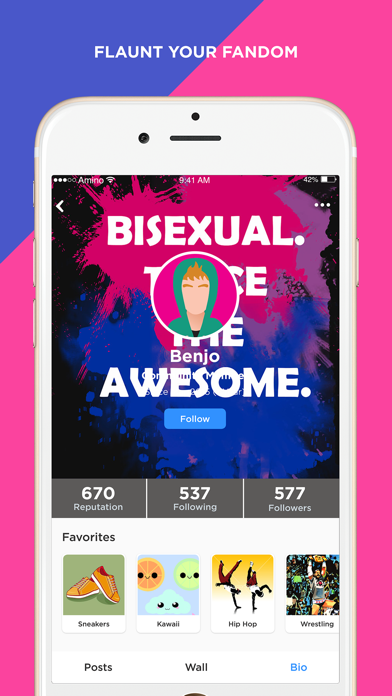 FLAUNT YOUR FANDOM
Amino
9:41 AM
42%
BISEXUAL.
THE
Benjo
AWESOME.
Follow
670
537
577
Reputation
Following
Followers
Favorites
Sneakers
Kawaii
Hip Hop
Wrestling
Posts
Wall
Bio